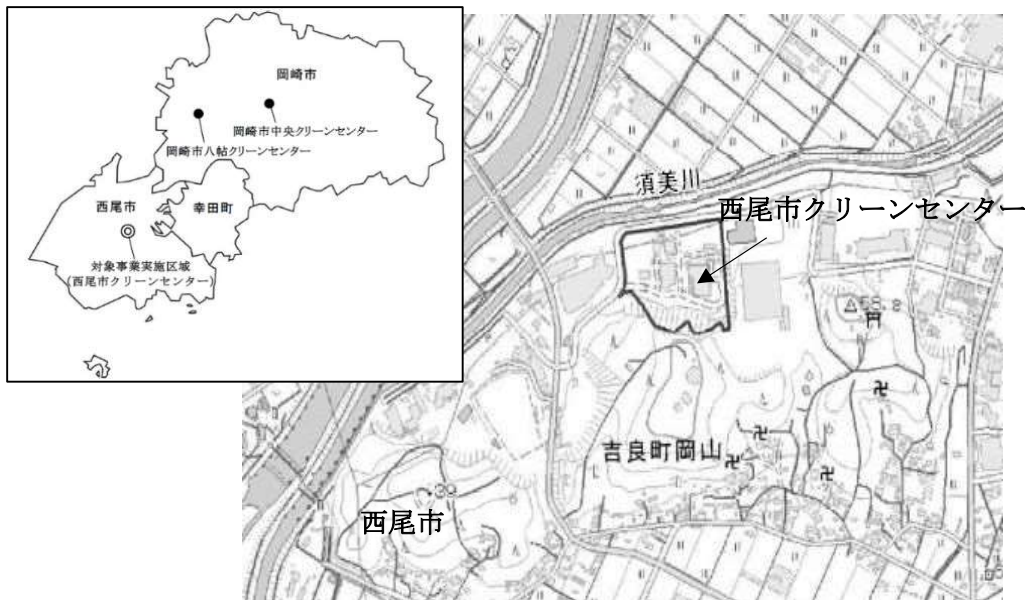 岡崎市
岡崎市中央クリーンセンター
岡崎市八帖クリーンセンター
西尾市
幸田町
対象事業実施区域
(西尾市クリーンセンター)
須美川
西尾市クリーンセンター
吉良町岡山
西尾市